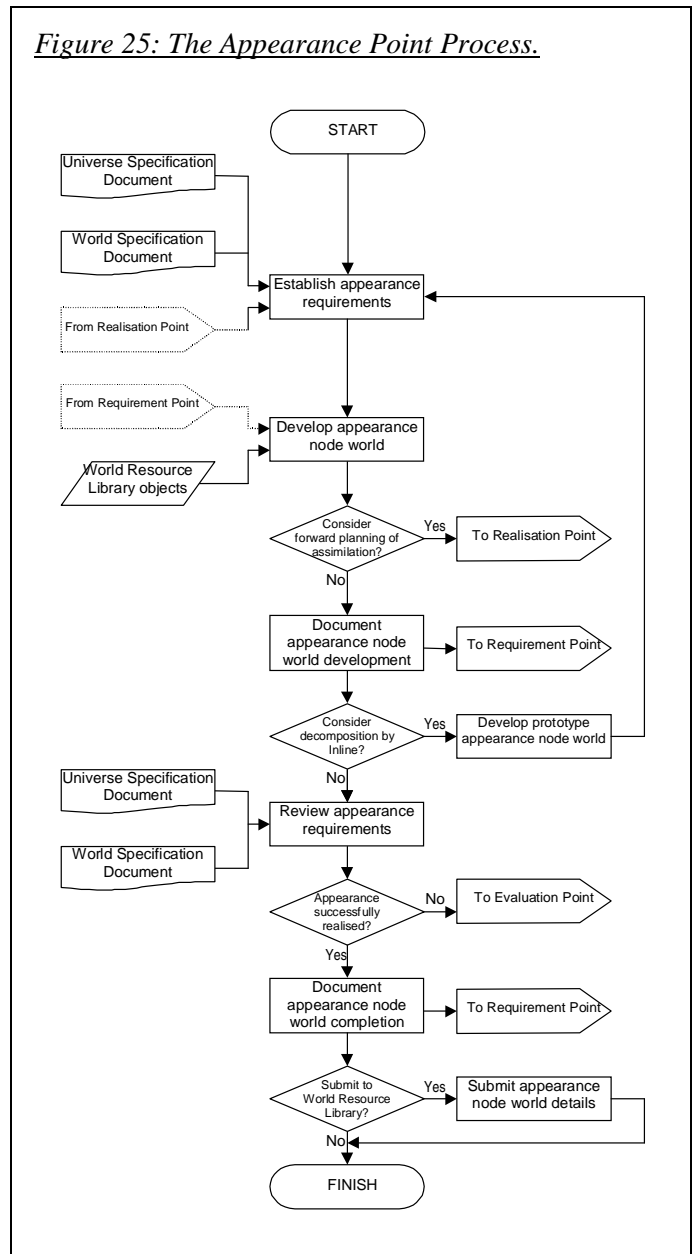 Figure 25: The Appearance Point Process.
START
Universe Specification
Document
World Specification
Document
Establish appearance
requirements
From Realisation Point
From Requirement Point
Develop appearance
node world
World Resource
Library objects
Consider
forward planning of
assimilation?
Yes
To Realisation Point
No
Document
appearance node
world development
To Requirement Point
Consider
decomposition by
Inline?
Yes
Develop prototype
appearance node world
No
Universe Specification
Document
Review appearance
requirements
World Specification
Document
Appearance
successfully
realised?
No
To Evaluation Point
Yes
Document
appearance node
world completion
To Requirement Point
Submit to
World Resource
Library?
Yes
Submit appearance
node world details
No
FINISH